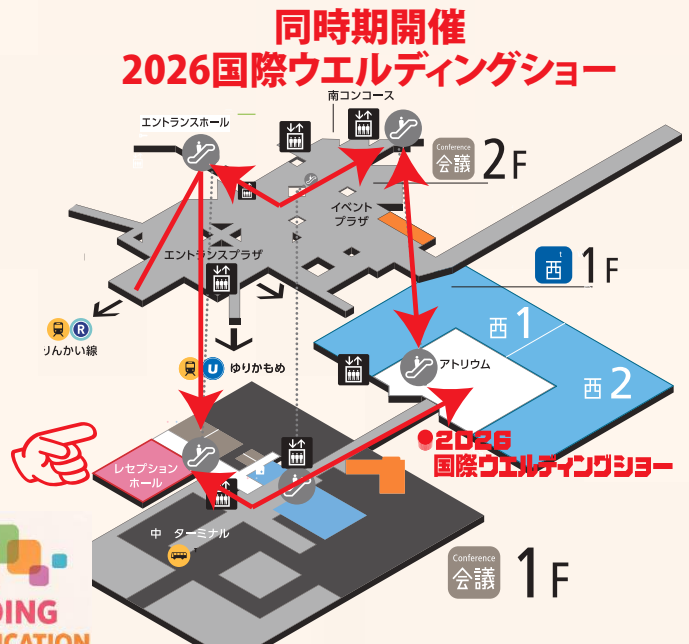 同時期開催
2026国際ウエルディングショー
南コンコース
エントランスホール
Conference
会議
2F
イベント
プラザ
エントランスプラザ
西
1F
R
りんかい線
西1
U
ゆりかもめ
アトリウム
西2
2026
国際ウエルディングショー
レセプション
ホール
中 ターミナル
Conference
会議
1F
DING
ICATION